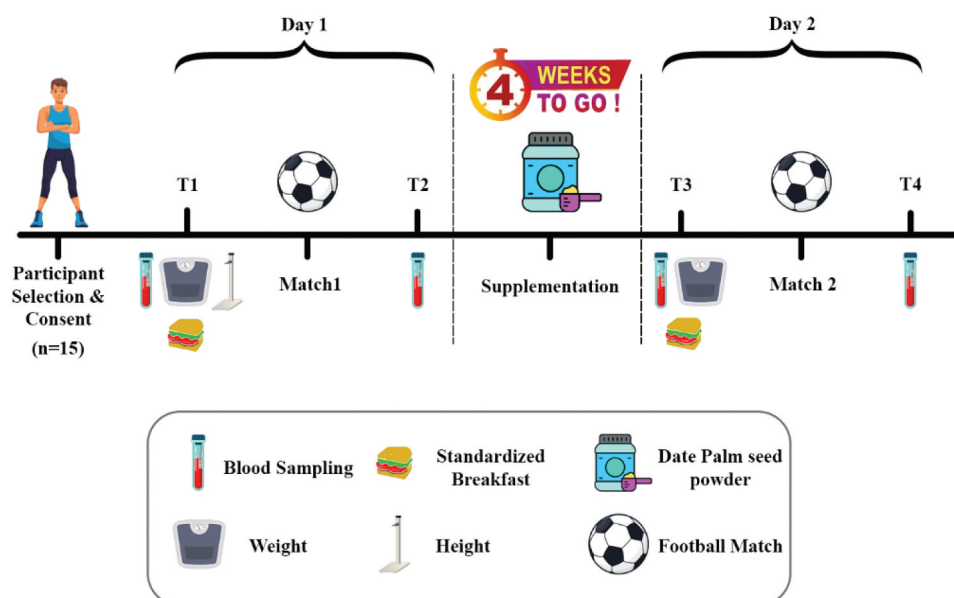 Day 1
Day 2
4 WEEKS
TO GO !
T1
T2
T3
T4
Participant
Selection &
Consent
(n=15)
Match1
Supplementation
Match 2
Blood Sampling
Standardized
Breakfast
Date Palm seed
powder
Weight
Height
Football Match